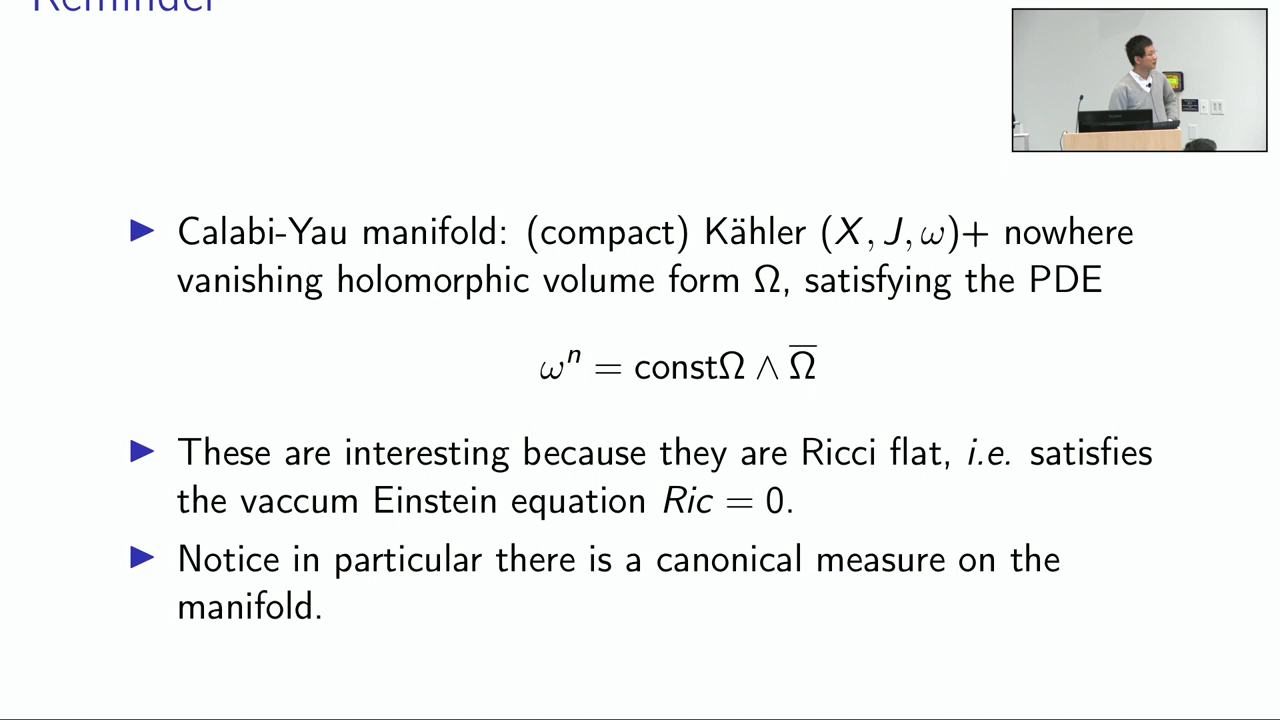 Reminder
▶ Calabi-Yau manifold: (compact) Kähler (X, J, ω)+ nowhere
vanishing holomorphic volume form Ω, satisfying the PDE
ωⁿ = constΩ ∧ Ω̅
▶ These are interesting because they are Ricci flat, i.e. satisfies
the vaccum Einstein equation Ric = 0.
▶ Notice in particular there is a canonical measure on the
manifold.